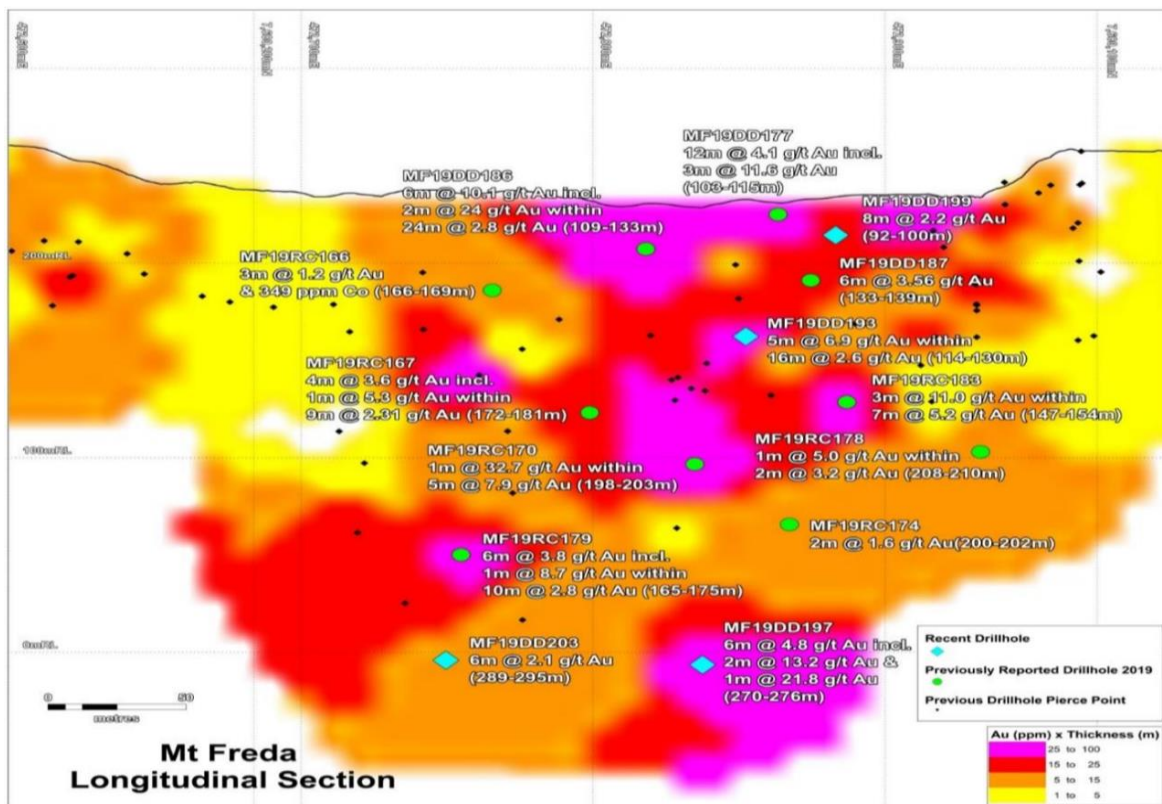 MF19DD177
12m @ 4.1 g/t Au incl.
3m @ 11.6 g/t Au
(103-115m)
MF19DD186
6m @ 10.1 g/t Au incl.
2m @ 24 g/t Au within
24m @ 2.8 g/t Au (109-133m)
MF19DD199
8m @ 2.2 g/t Au
(92-100m)
200mRL
MF19RC166
3m @ 1.2 g/t Au
& 349 ppm Co (166-169m)
MF19DD187
6m @ 3.56 g/t Au
(133-139m)
MF19DD193
5m @ 6.9 g/t Au within
16m @ 2.6 g/t Au (114-130m)
MF19RC167
4m @ 3.6 g/t Au incl.
1m @ 5.3 g/t Au within
9m @ 2.31 g/t Au (172-181m)
MF19RC183
3m @ 11.0 g/t Au within
7m @ 5.2 g/t Au (147-154m)
100mRL
MF19RC170
1m @ 32.7 g/t Au within
5m @ 7.9 g/t Au (198-203m)
MF19RC178
1m @ 5.0 g/t Au within
2m @ 3.2 g/t Au (208-210m)
MF19RC174
2m @ 1.6 g/t Au(200-202m)
MF19RC179
6m @ 3.8 g/t Au incl.
1m @ 8.7 g/t Au within
10m @ 2.8 g/t Au (165-175m)
0mRL
MF19DD203
6m @ 2.1 g/t Au
(289-295m)
MF19DD197
6m @ 4.8 g/t Au incl.
2m @ 13.2 g/t Au &
1m @ 21.8 g/t Au
(270-276m)
0 50
metres
Mt Freda
Longitudinal Section
Recent Drillhole
Previously Reported Drillhole 2019
Previous Drillhole Pierce Point
Au (ppm) x Thickness (m)
25 to 100
15 to 25
5 to 15
1 to 5